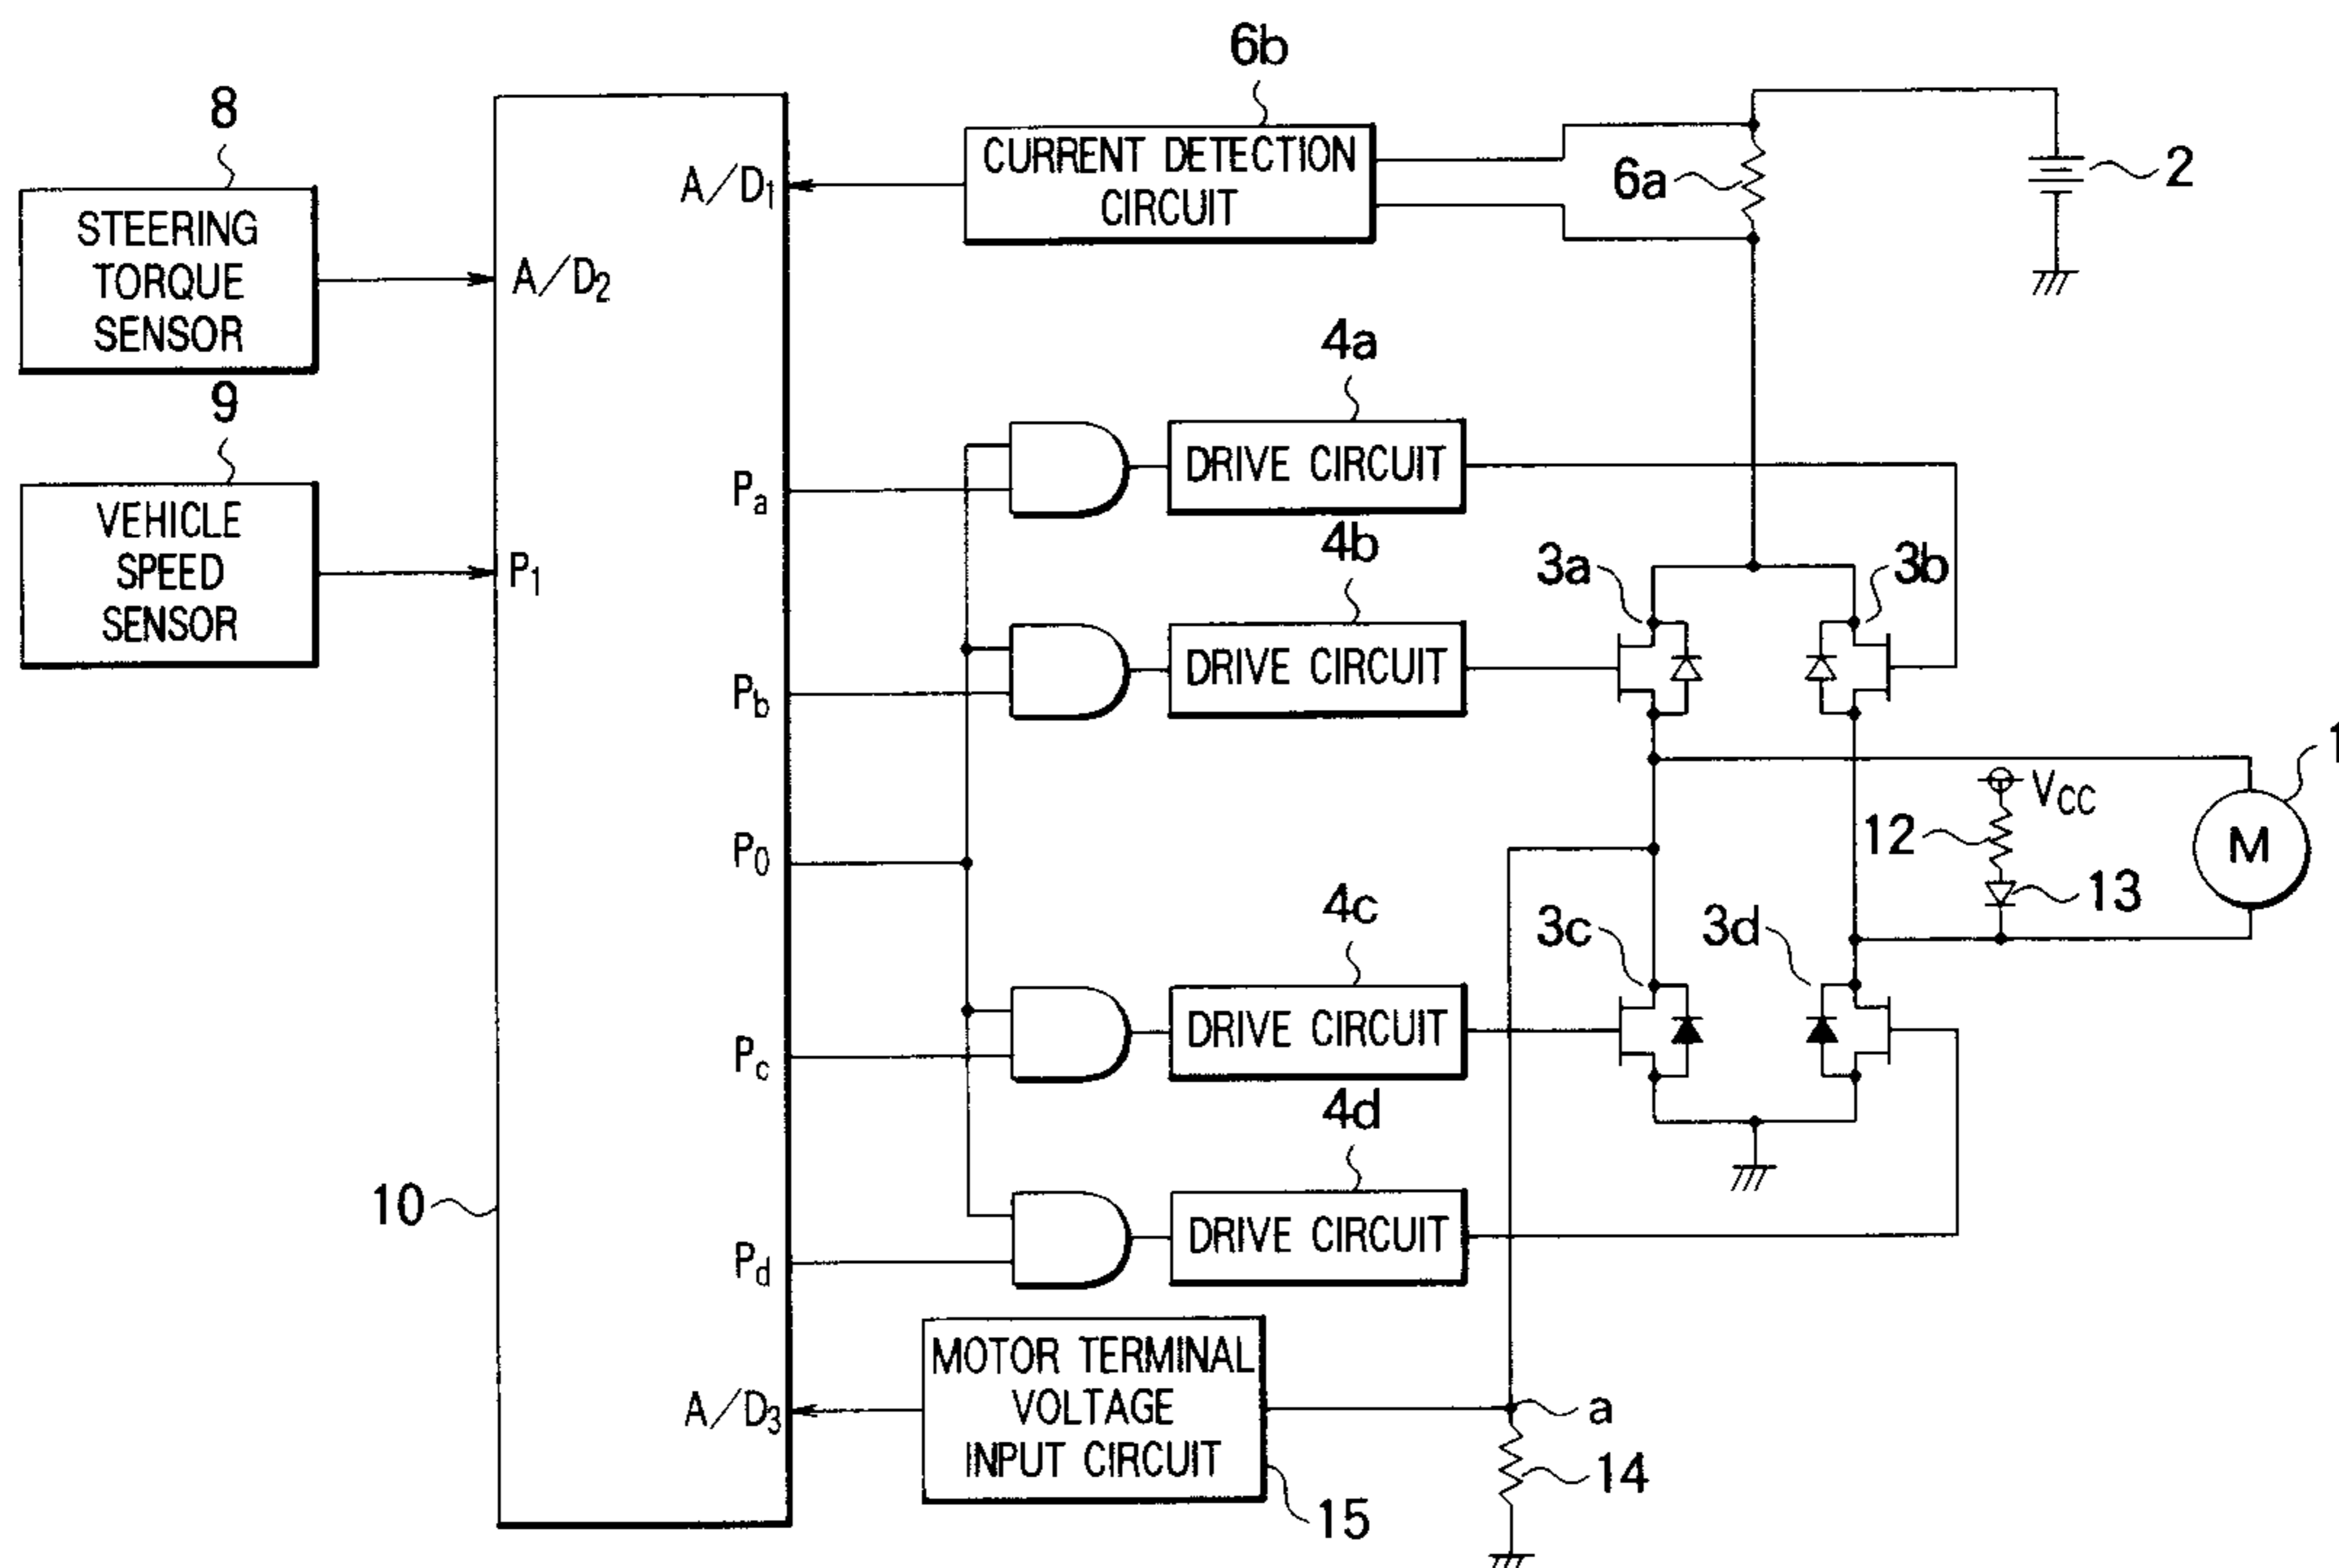 6b
8
CURRENT DETECTION
CIRCUIT
A/D1
6a
2
STEERING
TORQUE
SENSOR
A/D2
4a
9
DRIVE CIRCUIT
Pa
VEHICLE
SPEED
SENSOR
P1
4b
3a
3b
DRIVE CIRCUIT
Pb
1
VCC
12
M
P0
13
4c
3c
3d
DRIVE CIRCUIT
Pc
4d
10
DRIVE CIRCUIT
Pd
MOTOR TERMINAL
VOLTAGE
INPUT CIRCUIT
A/D3
a
14
15